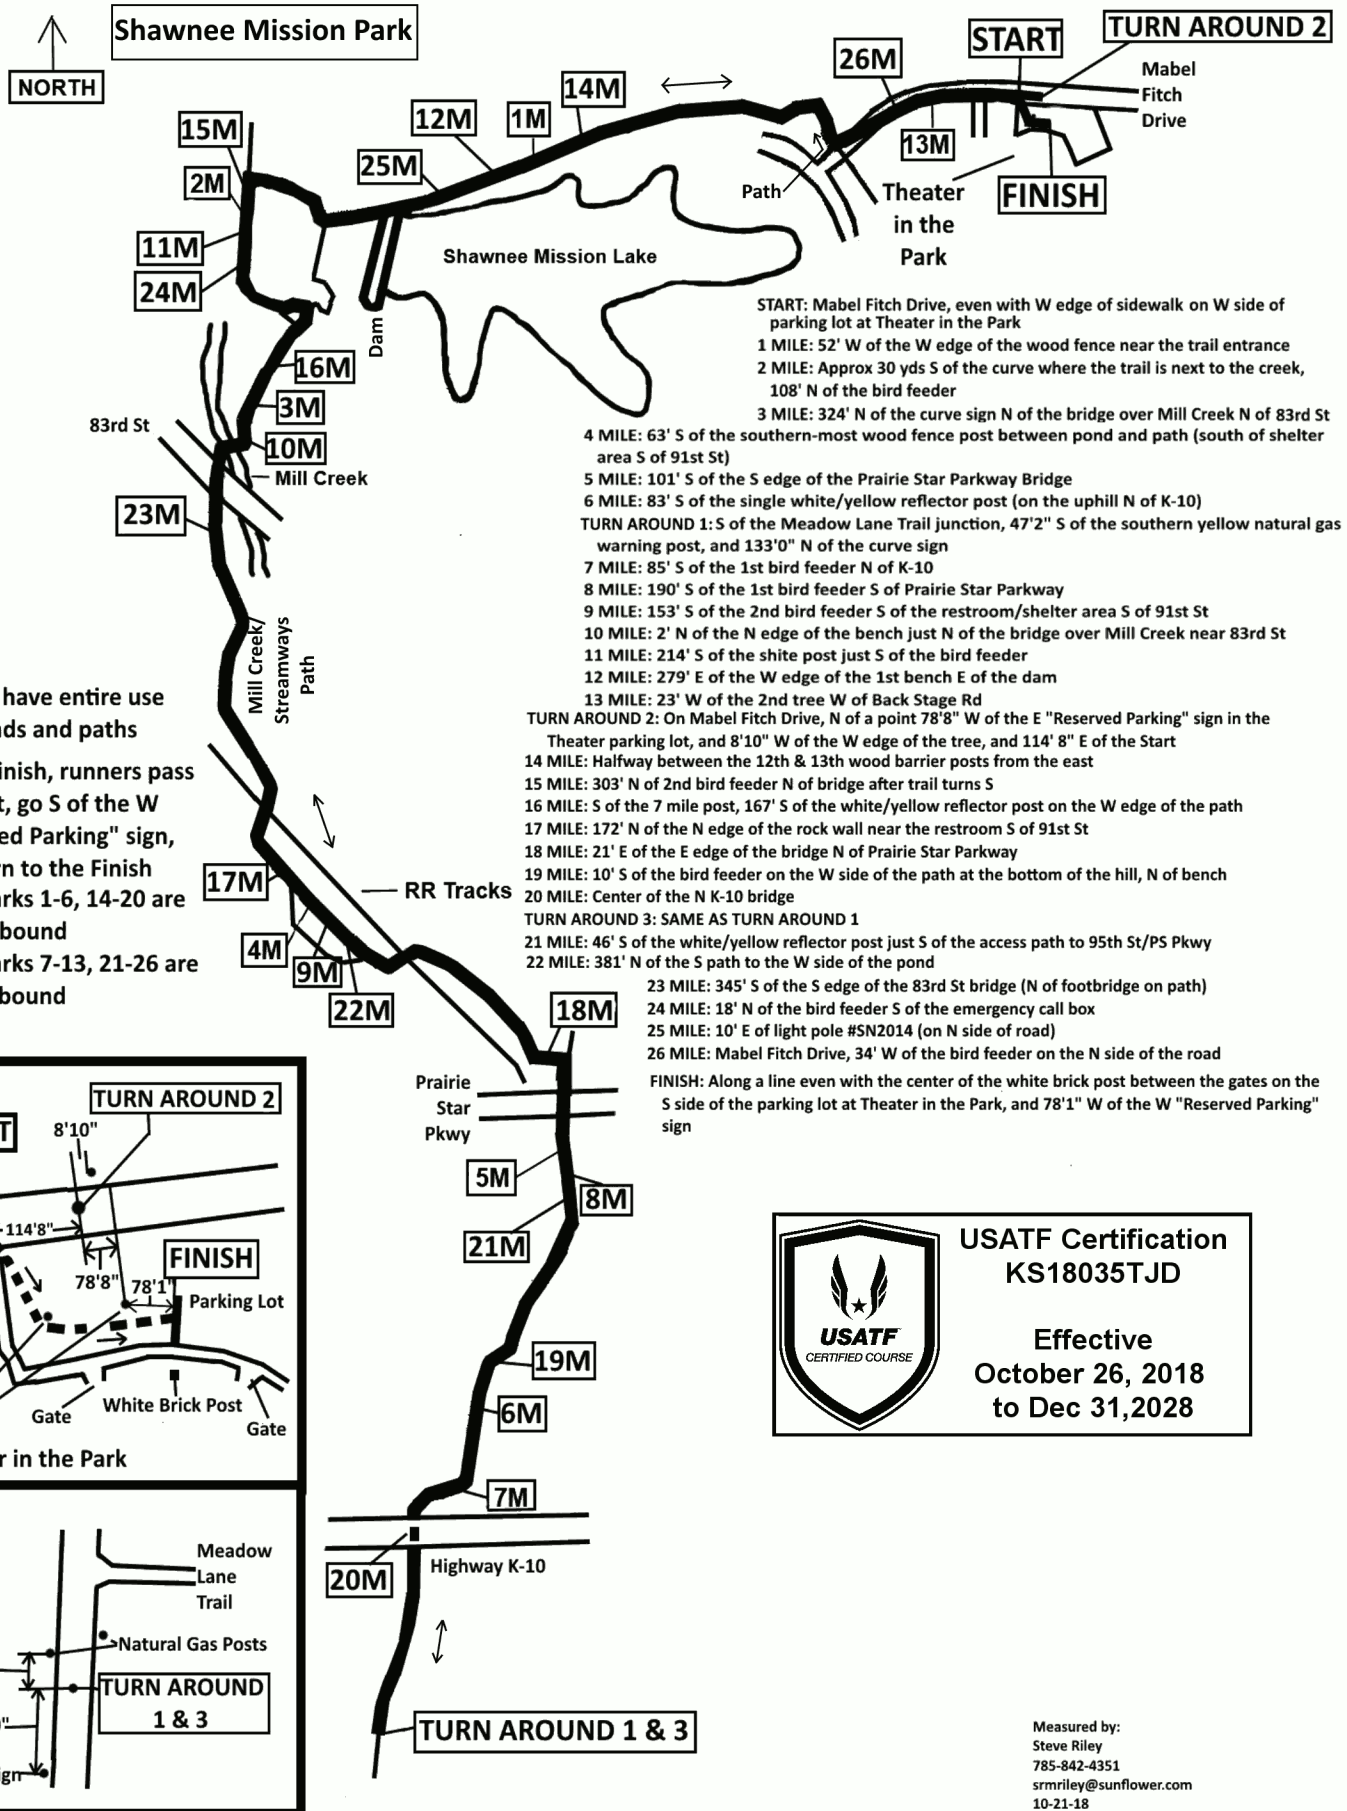 Shawnee Mission Park
NORTH
START
TURN AROUND 2
Mabel
Fitch
Drive
26M
14M
1M
12M
25M
15M
2M
11M
24M
13M
Path
Theater
in the
Park
FINISH
Shawnee Mission Lake
Dam
16M
3M
10M
83rd St
Mill Creek
23M
START: Mabel Fitch Drive, even with W edge of sidewalk on W side of
parking lot at Theater in the Park
1 MILE: 52' W of the W edge of the wood fence near the trail entrance
2 MILE: Approx 30 yds S of the curve where the trail is next to the creek,
108' N of the bird feeder
3 MILE: 324' N of the curve sign N of the bridge over Mill Creek N of 83rd St
4 MILE: 63' S of the southern-most wood fence post between pond and path (south of shelter
area S of 91st St)
5 MILE: 101' S of the S edge of the Prairie Star Parkway Bridge
6 MILE: 83' S of the single white/yellow reflector post (on the uphill N of K-10)
TURN AROUND 1: S of the Meadow Lane Trail junction, 47'2" S of the southern yellow natural gas
warning post, and 133'0" N of the curve sign
7 MILE: 85' S of the 1st bird feeder N of K-10
8 MILE: 190' S of the 1st bird feeder S of Prairie Star Parkway
9 MILE: 153' S of the 2nd bird feeder S of the restroom/shelter area S of 91st St
10 MILE: 2' N of the N edge of the bench just N of the bridge over Mill Creek near 83rd St
11 MILE: 214' S of the shite post just S of the bird feeder
12 MILE: 279' E of the W edge of the 1st bench E of the dam
13 MILE: 23' W of the 2nd tree W of Back Stage Rd
TURN AROUND 2: On Mabel Fitch Drive, N of a point 78'8" W of the E "Reserved Parking" sign in the
Theater parking lot, and 8'10" W of the W edge of the tree, and 114' 8" E of the Start
14 MILE: Halfway between the 12th & 13th wood barrier posts from the east
15 MILE: 303' N of 2nd bird feeder N of bridge after trail turns S
16 MILE: S of the 7 mile post, 167' S of the white/yellow reflector post on the W edge of the path
17 MILE: 172' N of the N edge of the rock wall near the restroom S of 91st St
18 MILE: 21' E of the E edge of the bridge N of Prairie Star Parkway
19 MILE: 10' S of the bird feeder on the W side of the path at the bottom of the hill, N of bench
20 MILE: Center of the N K-10 bridge
TURN AROUND 3: SAME AS TURN AROUND 1
21 MILE: 46' S of the white/yellow reflector post just S of the access path to 95th St/PS Pkwy
22 MILE: 381' N of the S path to the W side of the pond
23 MILE: 345' S of the S edge of the 83rd St bridge (N of footbridge on path)
24 MILE: 18' N of the bird feeder S of the emergency call box
25 MILE: 10' E of light pole #SN2014 (on N side of road)
26 MILE: Mabel Fitch Drive, 34' W of the bird feeder on the N side of the road
FINISH: Along a line even with the center of the white brick post between the gates on the
S side of the parking lot at Theater in the Park, and 78'1" W of the W "Reserved Parking"
sign
Mill Creek/
Streamways
Path
have entire use
ds and paths
inish, runners pass
t, go S of the W
ed Parking" sign,
rn to the Finish
arks 1-6, 14-20 are
bound
arks 7-13, 21-26 are
bound
17M
RR Tracks
4M
9M
22M
18M
Prairie
Star
Pkwy
5M
8M
21M
19M
6M
7M
20M
Highway K-10
TURN AROUND 1 & 3
TURN AROUND 2
T
8'10"
114'8"
78'8"
78'1"
FINISH
Parking Lot
Gate
White Brick Post
Gate
r in the Park
Meadow
Lane
Trail
Natural Gas Posts
TURN AROUND
1 & 3
"
ign
USATF
CERTIFIED COURSE
USATF Certification
KS18035TJD
Effective
October 26, 2018
to Dec 31,2028
Measured by:
Steve Riley
785-842-4351
srmriley@sunflower.com
10-21-18